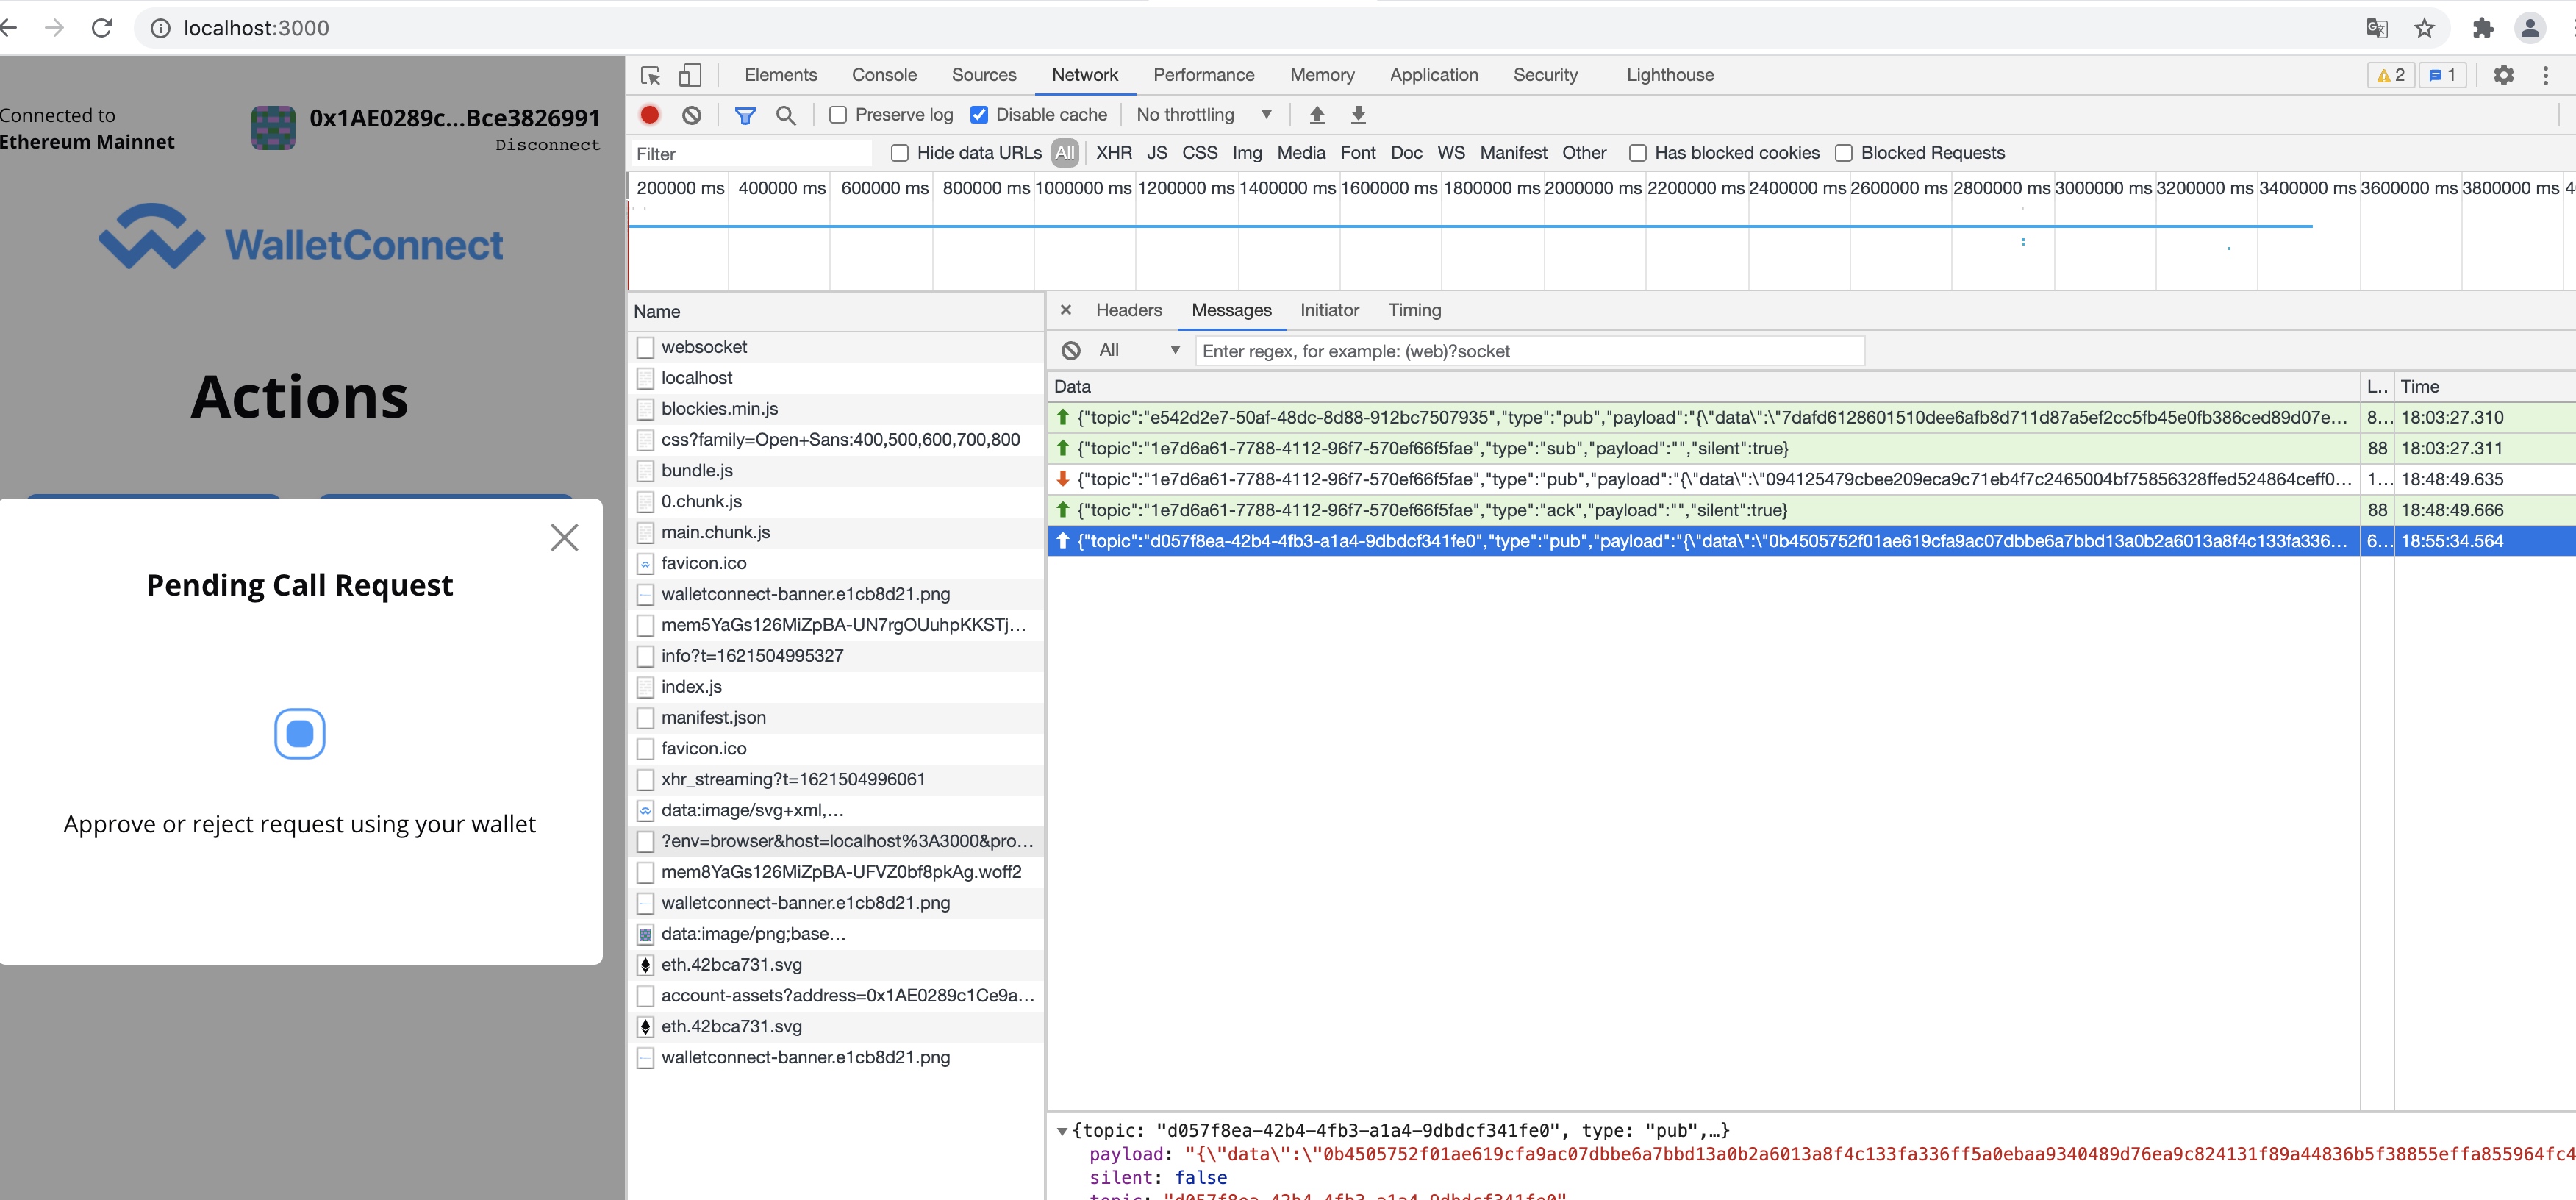 localhost:3000
Connected to
Ethereum Mainnet
0x1AE0289c...Bce3826991
Disconnect
WalletConnect
Actions
Pending Call Request
Approve or reject request using your wallet
Elements Console Sources Network Performance Memory Application Security Lighthouse 2 1
Preserve log Disable cache No throttling
Filter Hide data URLs All XHR JS CSS Img Media Font Doc WS Manifest Other Has blocked cookies Blocked Requests
200000 ms 400000 ms 600000 ms 800000 ms 1000000 ms 1200000 ms 1400000 ms 1600000 ms 1800000 ms 2000000 ms 2200000 ms 2400000 ms 2600000 ms 2800000 ms 3000000 ms 3200000 ms 3400000 ms 3600000 ms 3800000 ms 4
Name
websocket
localhost
blockies.min.js
css?family=Open+Sans:400,500,600,700,800
bundle.js
0.chunk.js
main.chunk.js
favicon.ico
walletconnect-banner.e1cb8d21.png
mem5YaGs126MiZpBA-UN7rgOUuhpKKSTj...
info?t=1621504995327
index.js
manifest.json
favicon.ico
xhr_streaming?t=1621504996061
data:image/svg+xml,...
?env=browser&host=localhost%3A3000&pro...
mem8YaGs126MiZpBA-UFVZ0bf8pkAg.woff2
walletconnect-banner.e1cb8d21.png
data:image/png;base...
eth.42bca731.svg
account-assets?address=0x1AE0289c1Ce9a...
eth.42bca731.svg
walletconnect-banner.e1cb8d21.png
Headers Messages Initiator Timing
All Enter regex, for example: (web)?socket
Data L.. Time
{"topic":"e542d2e7-50af-48dc-8d88-912bc7507935","type":"pub","payload":"{\"data\":\"7dafd6128601510dee6afb8d711d87a5ef2cc5fb45e0fb386ced89d07e... 8... 18:03:27.310
{"topic":"1e7d6a61-7788-4112-96f7-570ef66f5fae","type":"sub","payload":"","silent":true} 88 18:03:27.311
{"topic":"1e7d6a61-7788-4112-96f7-570ef66f5fae","type":"pub","payload":"{\"data\":\"094125479cbee209eca9c71eb4f7c2465004bf75856328ffed524864ceff0... 1... 18:48:49.635
{"topic":"1e7d6a61-7788-4112-96f7-570ef66f5fae","type":"ack","payload":"","silent":true} 88 18:48:49.666
{"topic":"d057f8ea-42b4-4fb3-a1a4-9dbdcf341fe0","type":"pub","payload":"{\"data\":\"0b4505752f01ae619cfa9ac07dbbe6a7bbd13a0b2a6013a8f4c133fa336... 6... 18:55:34.564
{topic: "d057f8ea-42b4-4fb3-a1a4-9dbdcf341fe0", type: "pub",…}
payload: "{\"data\":\"0b4505752f01ae619cfa9ac07dbbe6a7bbd13a0b2a6013a8f4c133fa336ff5a0ebaa9340489d76ea9c824131f89a44836b5f38855effa855964fc4
silent: false
topic: "d057f8ea-42b4-4fb3-a1a4-9dbdcf341fe0"